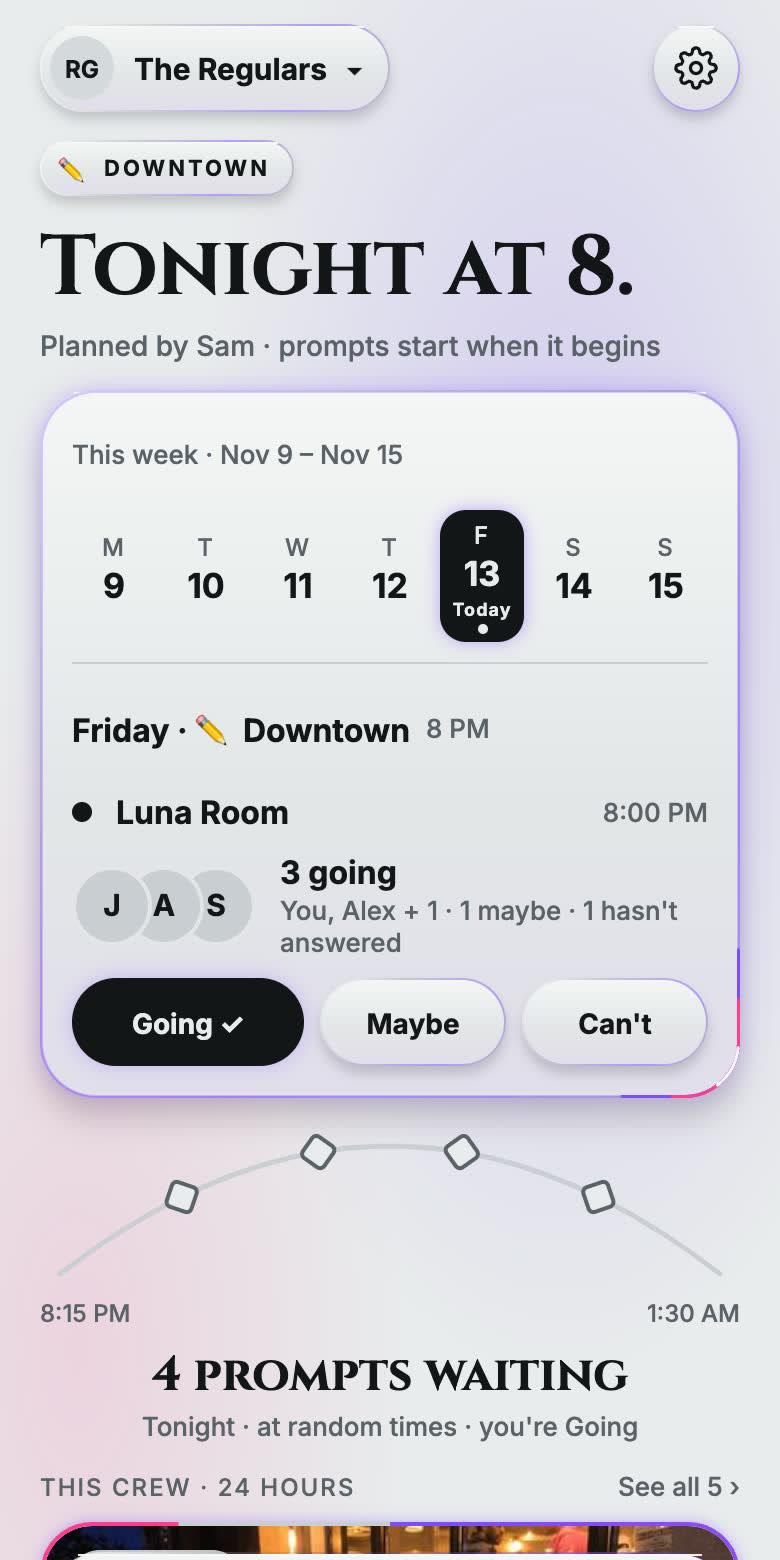 RG The Regulars
✏️ DOWNTOWN
Tonight at 8.
Planned by Sam · prompts start when it begins
This week · Nov 9 – Nov 15
M T W T F S S
9 10 11 12 13 14 15
Today
Friday · ✏️ Downtown 8 PM
Luna Room 8:00 PM
J A S
3 going
You, Alex + 1 · 1 maybe · 1 hasn't
answered
Going ✓ Maybe Can't
8:15 PM 1:30 AM
4 prompts waiting
Tonight · at random times · you're Going
THIS CREW · 24 HOURS See all 5 ›